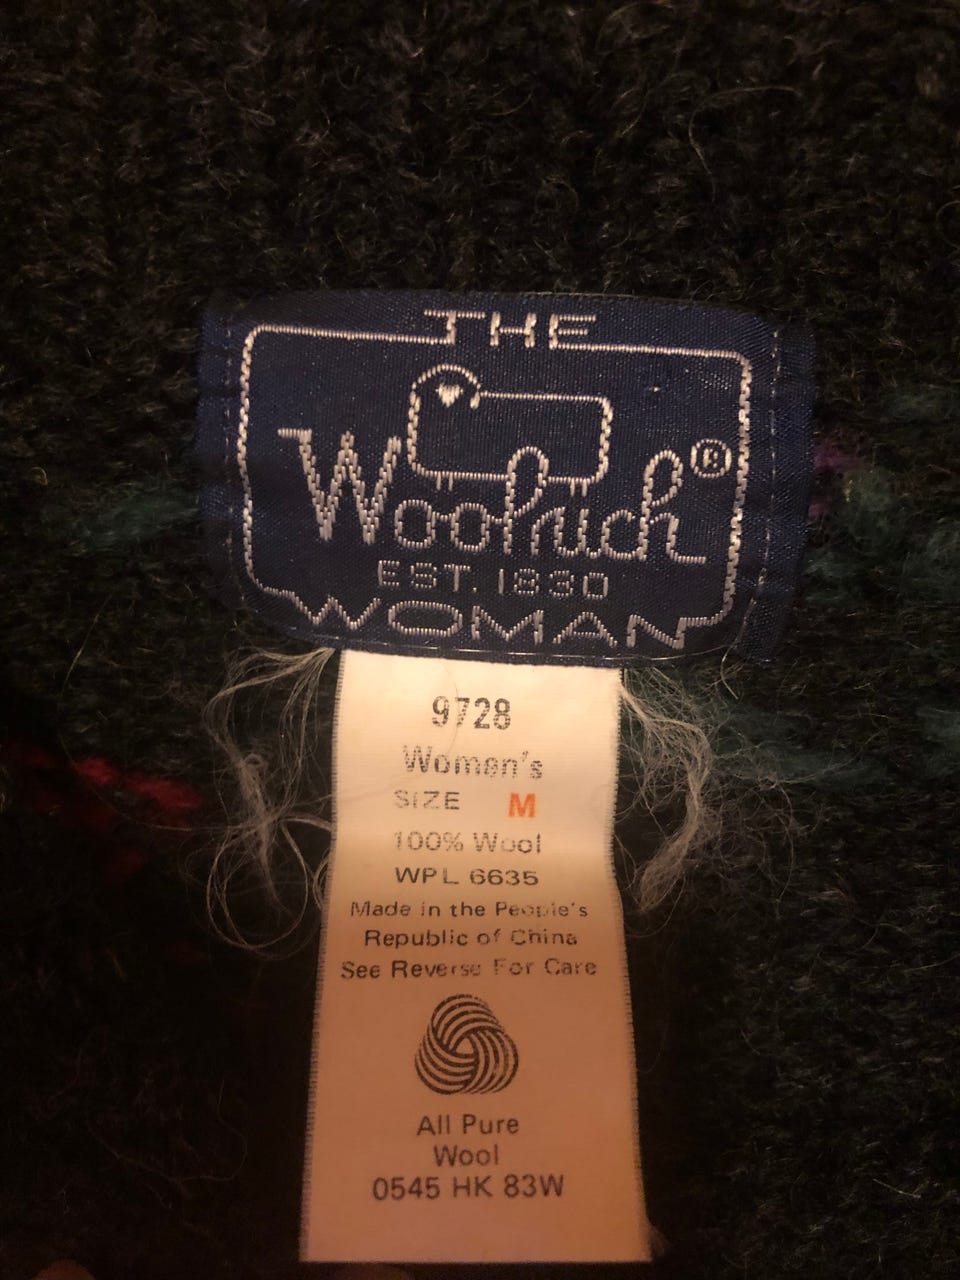 THE
Woolrich®
EST. 1830
WOMAN
9728
Women's
SIZE M
100% Wool
WPL 6635
Made in the People's
Republic of China
See Reverse For Care
All Pure
Wool
0545 HK 83W